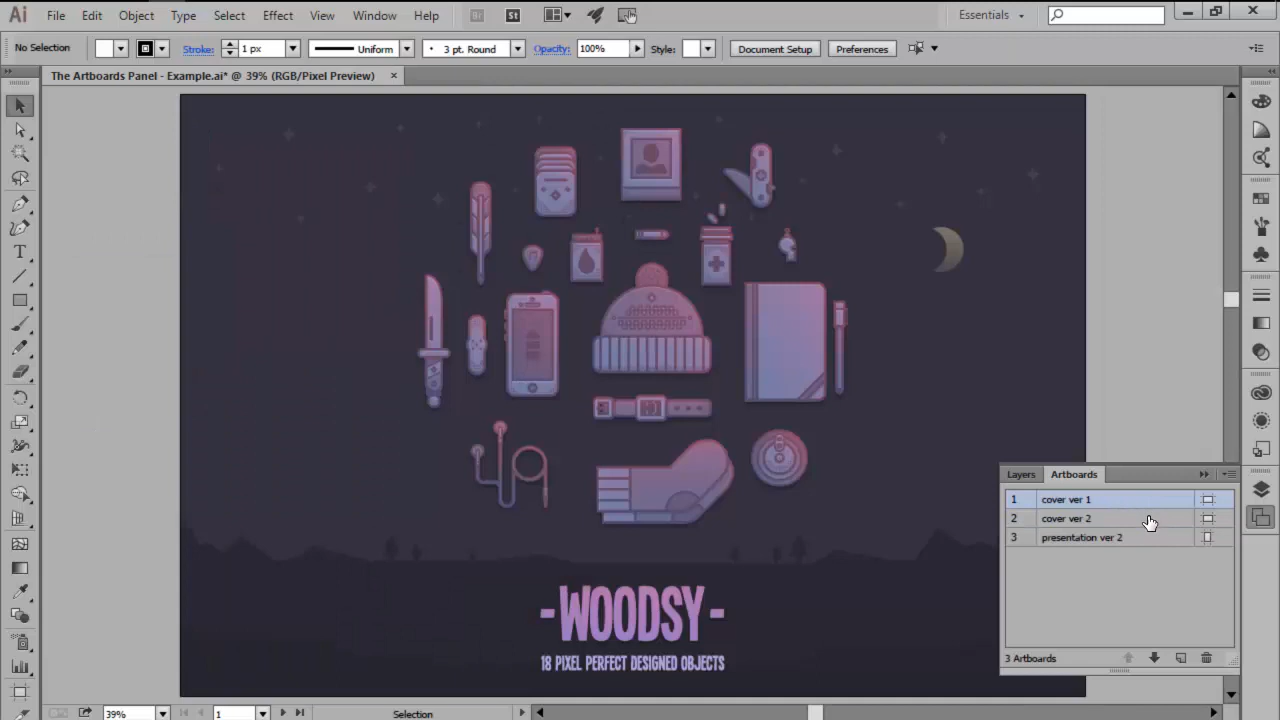 Ai File Edit Object Type Select Effect View Window Help Br St Essentials
No Selection Stroke: 1 px Uniform 3 pt. Round Opacity: 100% Style: Document Setup Preferences
The Artboards Panel - Example.ai* @ 39% (RGB/Pixel Preview) ×
-WOODSY-
18 PIXEL PERFECT DESIGNED OBJECTS
Layers Artboards
1 cover ver 1
2 cover ver 2
3 presentation ver 2
3 Artboards
39% 1 Selection